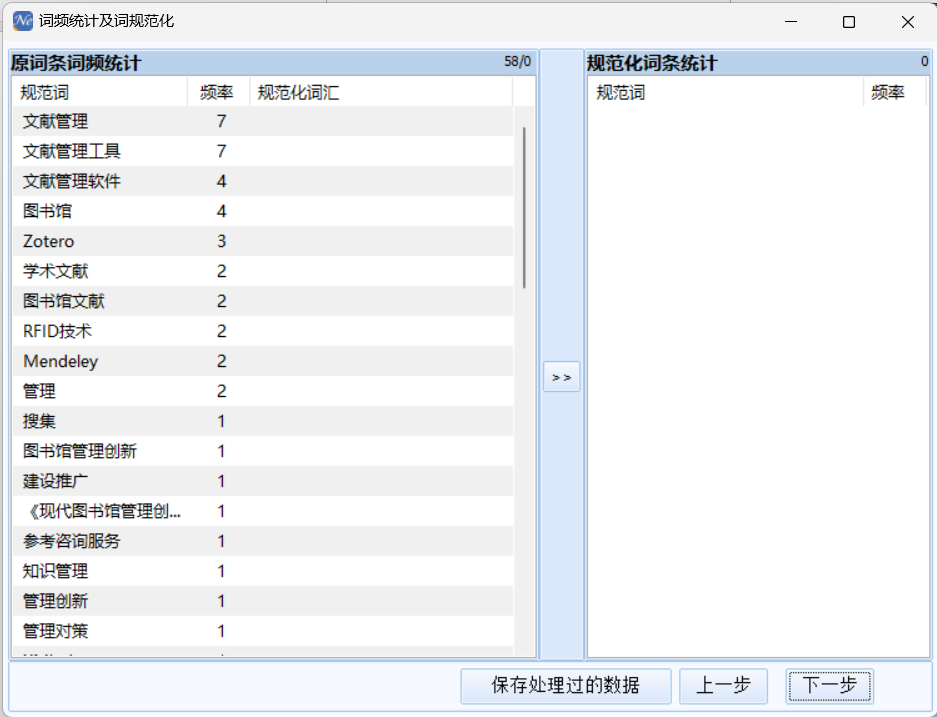 Ne 词频统计及词规范化
原词条词频统计 58/0
规范词 频率 规范化词汇
文献管理 7
文献管理工具 7
文献管理软件 4
图书馆 4
Zotero 3
学术文献 2
图书馆文献 2
RFID技术 2
Mendeley 2
管理 2
搜集 1
图书馆管理创新 1
建设推广 1
《现代图书馆管理创... 1
参考咨询服务 1
知识管理 1
管理创新 1
管理对策 1
>>
规范化词条统计 0
规范词 频率
保存处理过的数据 上一步 下一步